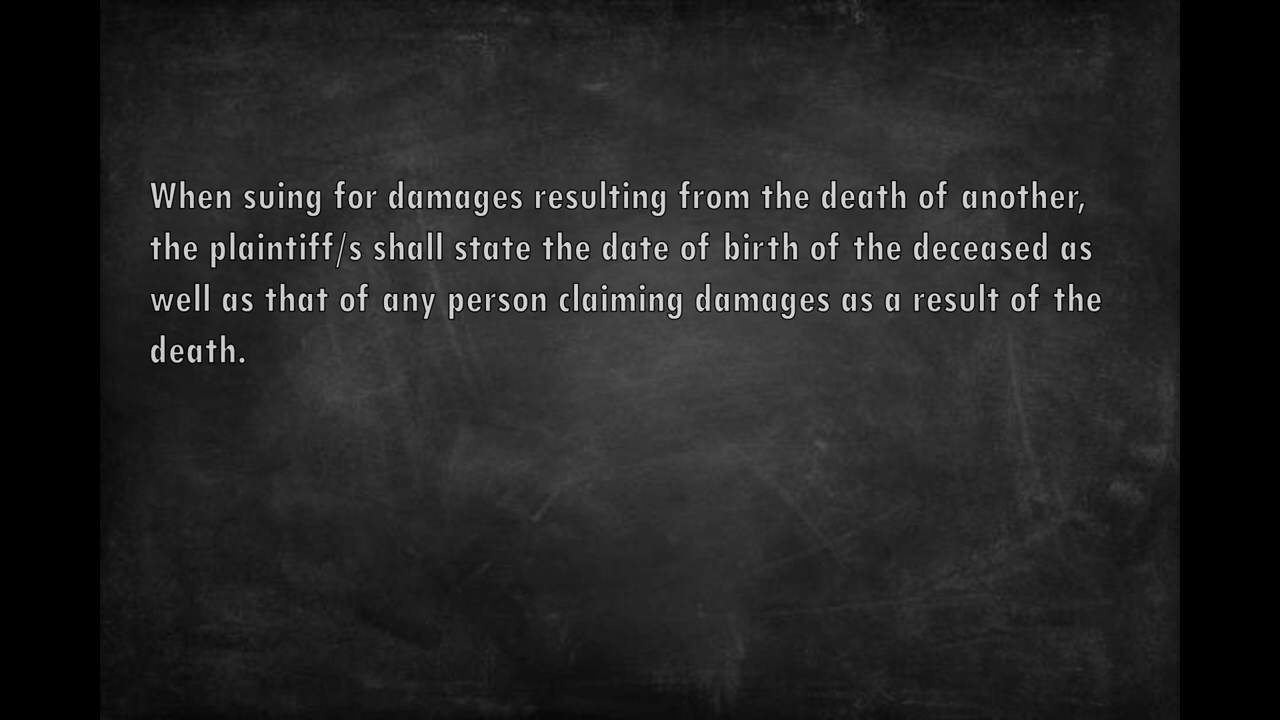 When suing for damages resulting from the death of another,
the plaintiff/s shall state the date of birth of the deceased as
well as that of any person claiming damages as a result of the
death.